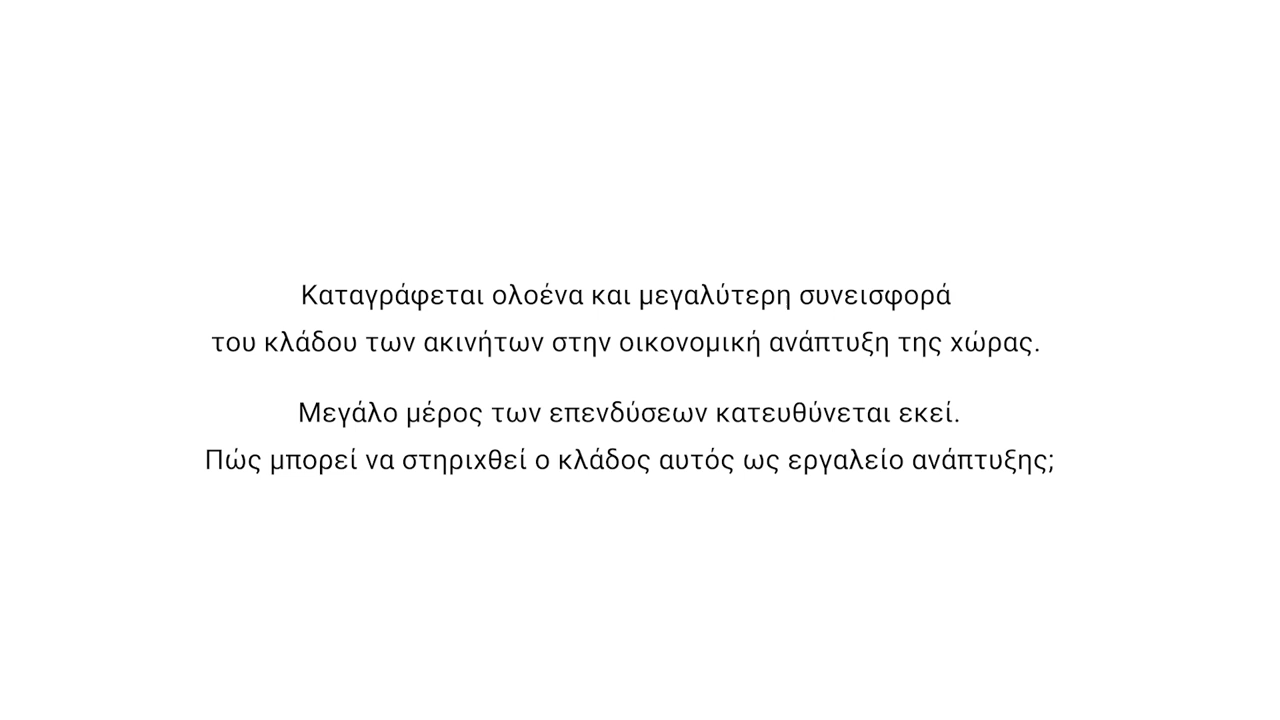 Καταγράφεται ολοένα και μεγαλύτερη συνεισφορά
του κλάδου των ακινήτων στην οικονομική ανάπτυξη της χώρας.
Μεγάλο μέρος των επενδύσεων κατευθύνεται εκεί.
Πώς μπορεί να στηριχθεί ο κλάδος αυτός ως εργαλείο ανάπτυξης;